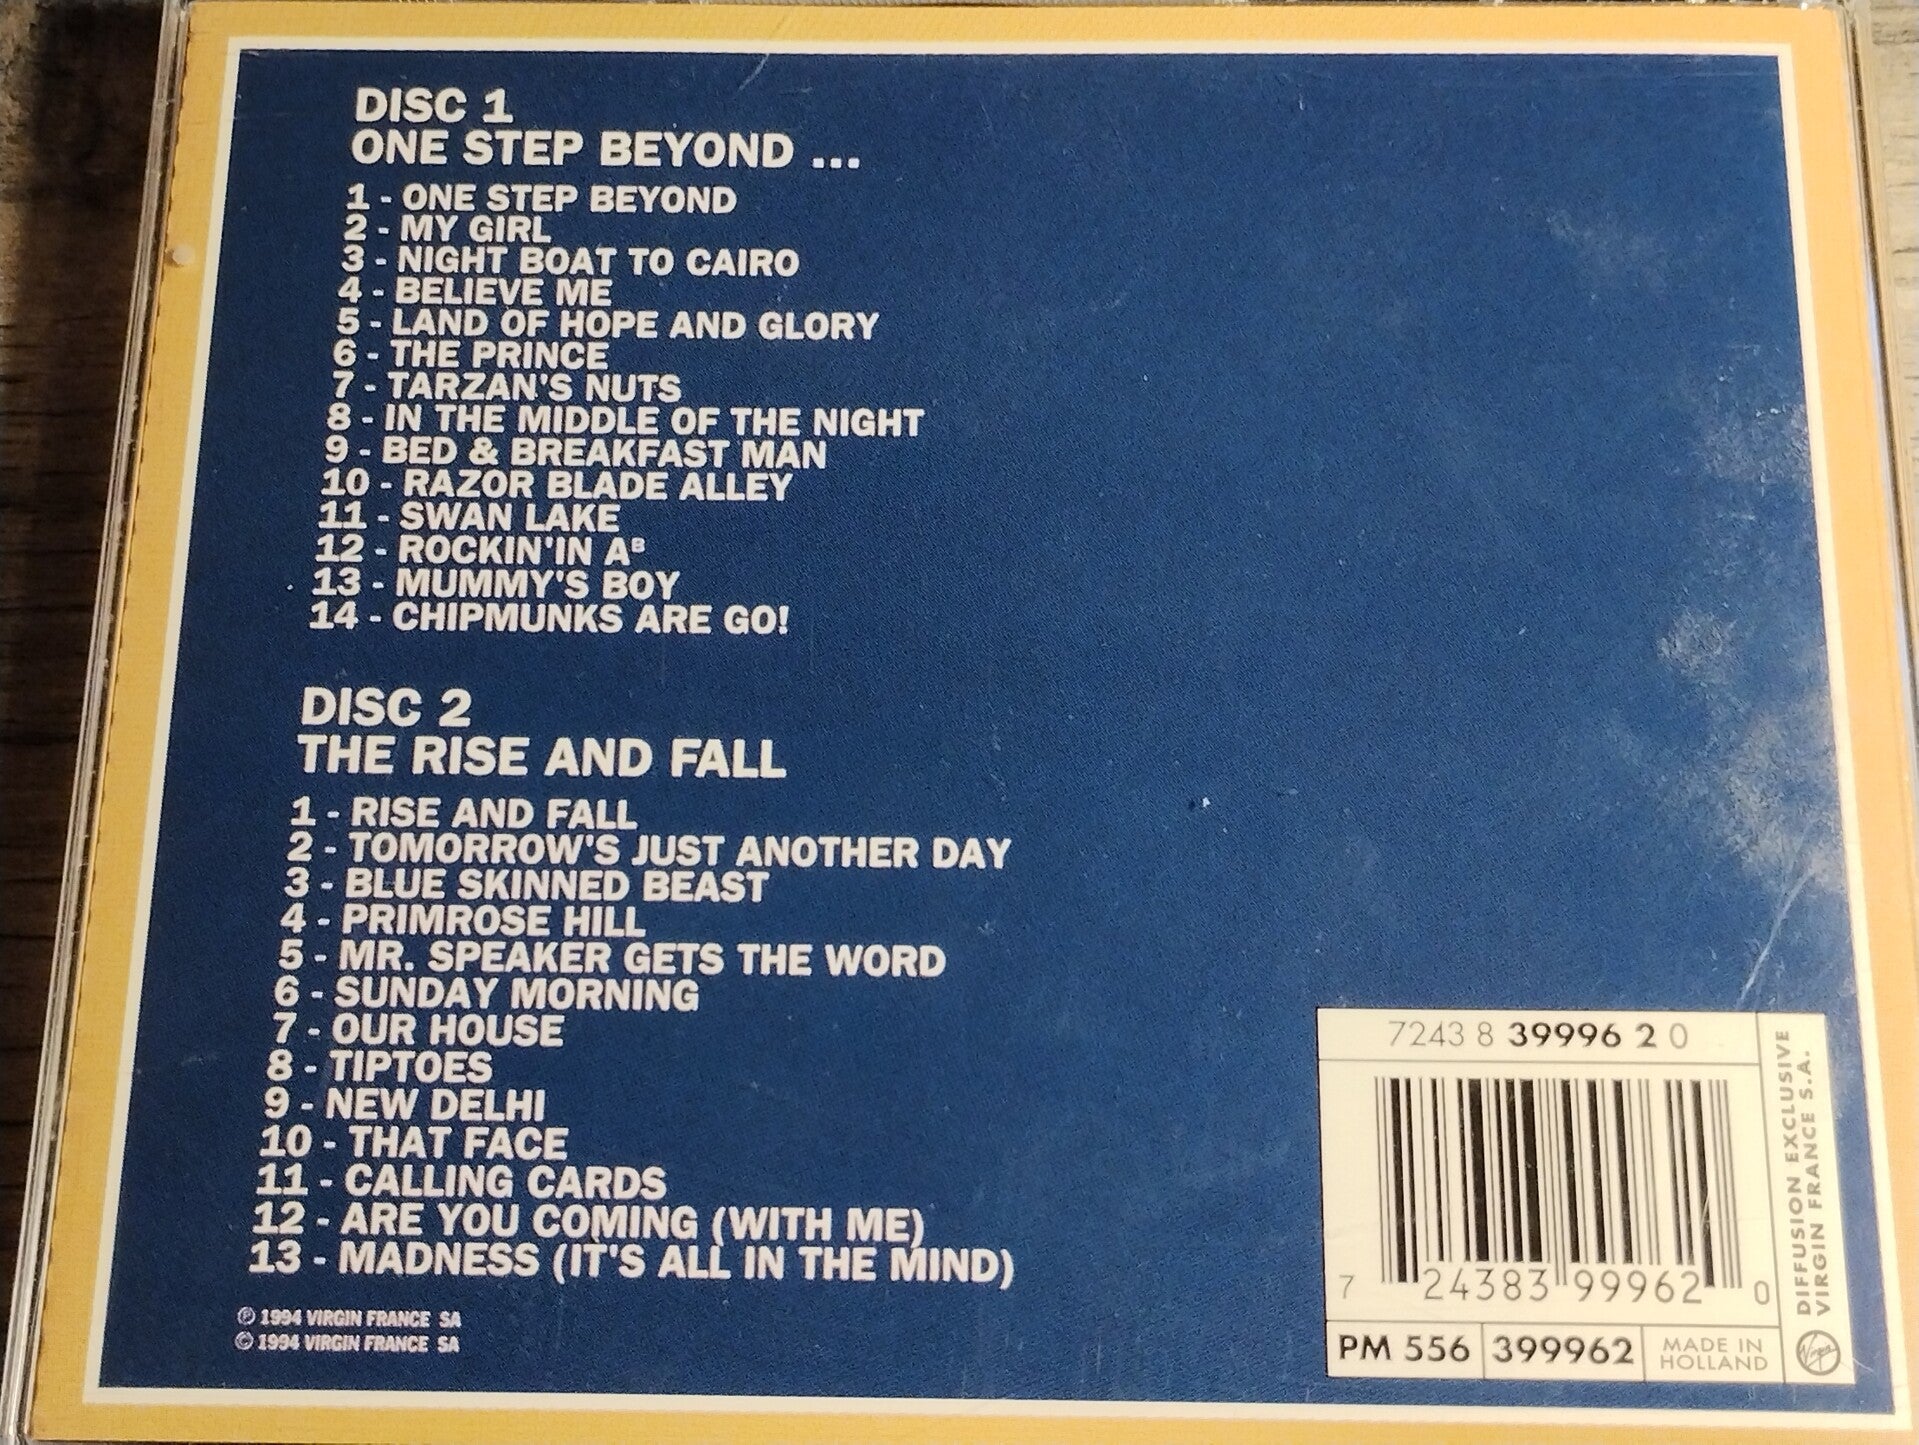 DISC 1
ONE STEP BEYOND ...
1 - ONE STEP BEYOND
2 - MY GIRL
3 - NIGHT BOAT TO CAIRO
4 - BELIEVE ME
5 - LAND OF HOPE AND GLORY
6 - THE PRINCE
7 - TARZAN'S NUTS
8 - IN THE MIDDLE OF THE NIGHT
9 - BED & BREAKFAST MAN
10 - RAZOR BLADE ALLEY
11 - SWAN LAKE
12 - ROCKIN'IN AB
13 - MUMMY'S BOY
14 - CHIPMUNKS ARE GO!
DISC 2
THE RISE AND FALL
1 - RISE AND FALL
2 - TOMORROW'S JUST ANOTHER DAY
3 - BLUE SKINNED BEAST
4 - PRIMROSE HILL
5 - MR. SPEAKER GETS THE WORD
6 - SUNDAY MORNING
7 - OUR HOUSE
8 - TIPTOES
9 - NEW DELHI
10 - THAT FACE
11 - CALLING CARDS
12 - ARE YOU COMING (WITH ME)
13 - MADNESS (IT'S ALL IN THE MIND)
℗ 1994 VIRGIN FRANCE SA
© 1994 VIRGIN FRANCE SA
7243 8 39996 2 0
7 24383 99962 0
PM 556 399962 MADE IN HOLLAND
DIFFUSION EXCLUSIVE
VIRGIN FRANCE S.A.
Virgin